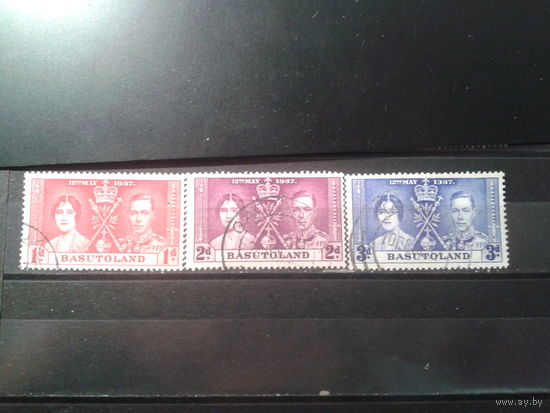 12TH MAY 1937.
1d 1d
BASUTOLAND
12TH MAY 1937.
2d 2d
BASUTOLAND
12TH MAY 1937.
3d 3d
BASUTOLAND
www.ay.by